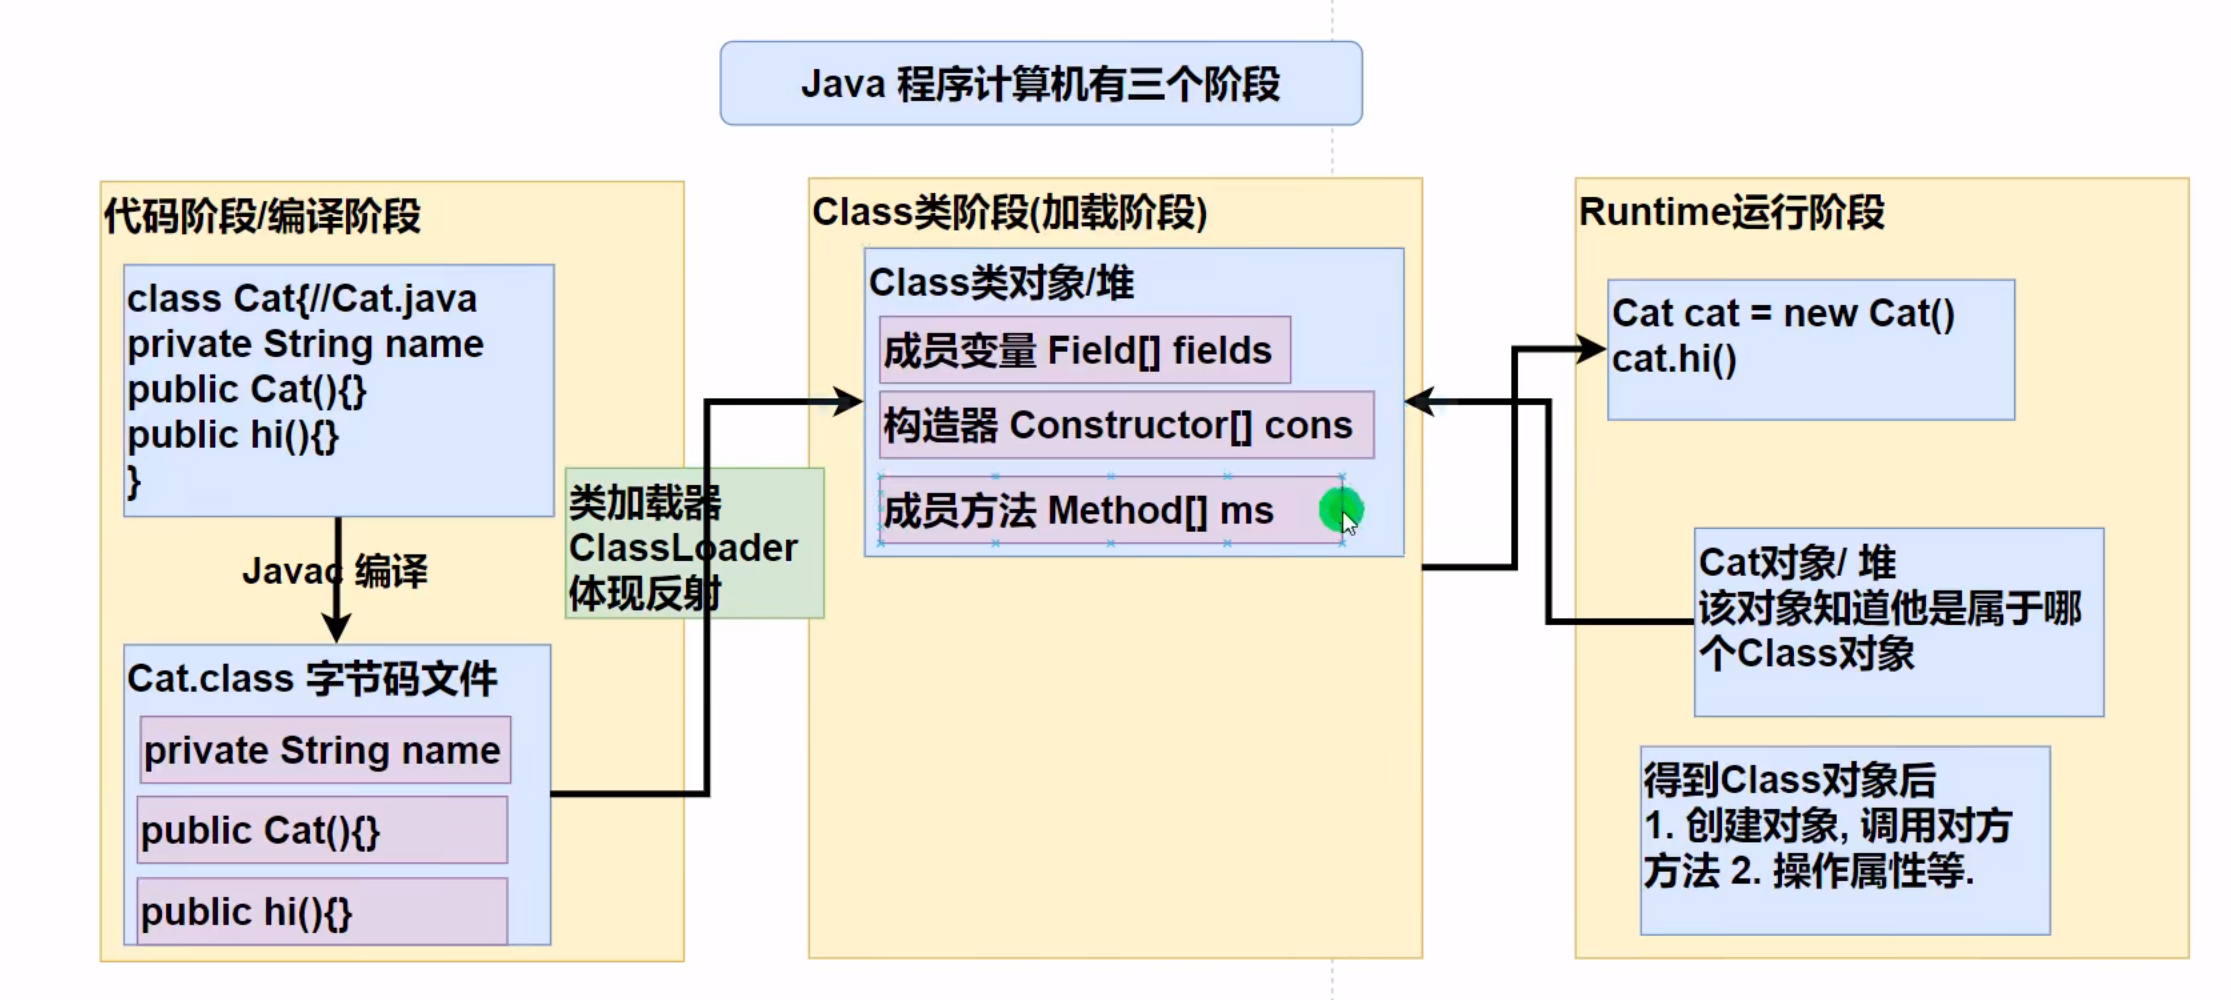 Java 程序计算机有三个阶段
代码阶段/编译阶段
class Cat{//Cat.java
private String name
public Cat(){}
public hi(){}
}
Javac 编译
Cat.class 字节码文件
private String name
public Cat(){}
public hi(){}
类加载器
ClassLoader
体现反射
Class类阶段(加载阶段)
Class类对象/堆
成员变量 Field[] fields
构造器 Constructor[] cons
成员方法 Method[] ms
Runtime运行阶段
Cat cat = new Cat()
cat.hi()
Cat对象/ 堆
该对象知道他是属于哪
个Class对象
得到Class对象后
1. 创建对象, 调用对方
方法 2. 操作属性等.